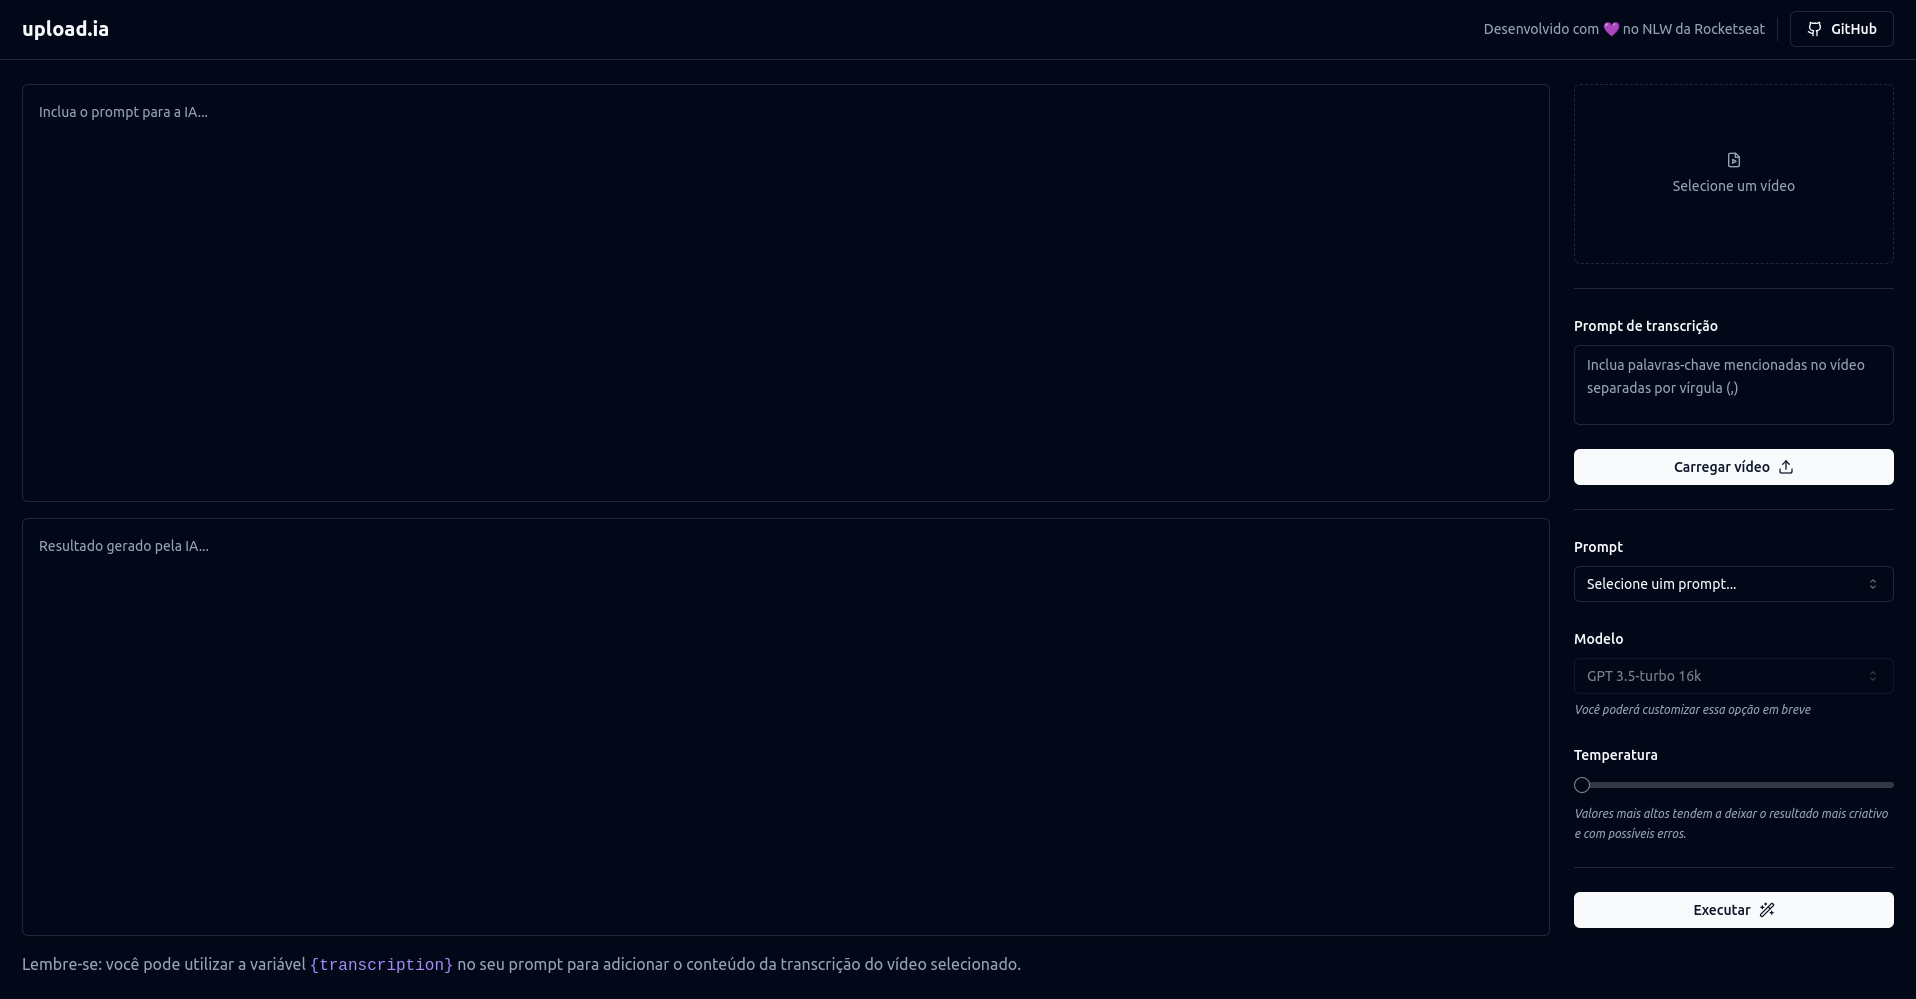 upload.ia
Desenvolvido com 💜 no NLW da Rocketseat
GitHub
Inclua o prompt para a IA...
Resultado gerado pela IA...
Lembre-se: você pode utilizar a variável {transcription} no seu prompt para adicionar o conteúdo da transcrição do vídeo selecionado.
Selecione um vídeo
Prompt de transcrição
Inclua palavras-chave mencionadas no vídeo
separadas por vírgula (,)
Carregar vídeo
Prompt
Selecione uim prompt...
Modelo
GPT 3.5-turbo 16k
Você poderá customizar essa opção em breve
Temperatura
Valores mais altos tendem a deixar o resultado mais criativo
e com possíveis erros.
Executar